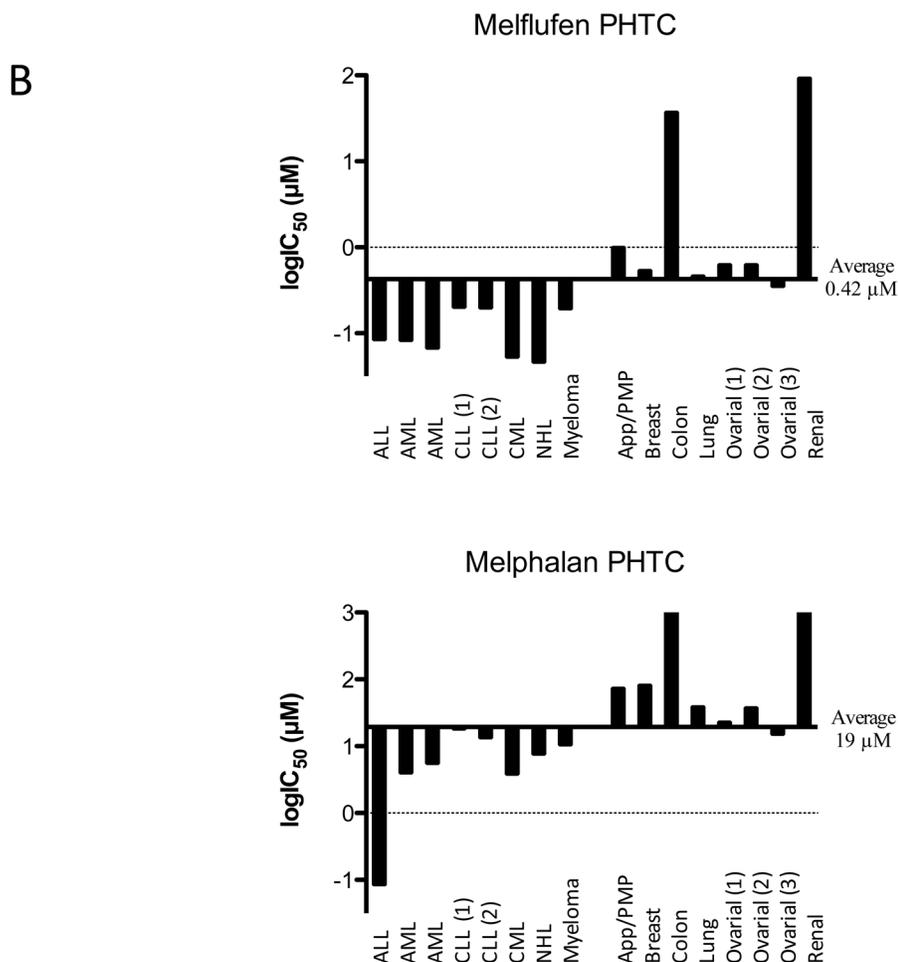 Melflufen PHTC
B
2
1
0
-1
logIC50 (µM)
Average
0.42 µM
ALL
AML
AML
CLL (1)
CLL (2)
CML
NHL
Myeloma
App/PMP
Breast
Colon
Lung
Ovarial (1)
Ovarial (2)
Ovarial (3)
Renal
Melphalan PHTC
3
2
1
0
-1
logIC50 (µM)
Average
19 µM
ALL
AML
AML
CLL (1)
CLL (2)
CML
NHL
Myeloma
App/PMP
Breast
Colon
Lung
Ovarial (1)
Ovarial (2)
Ovarial (3)
Renal